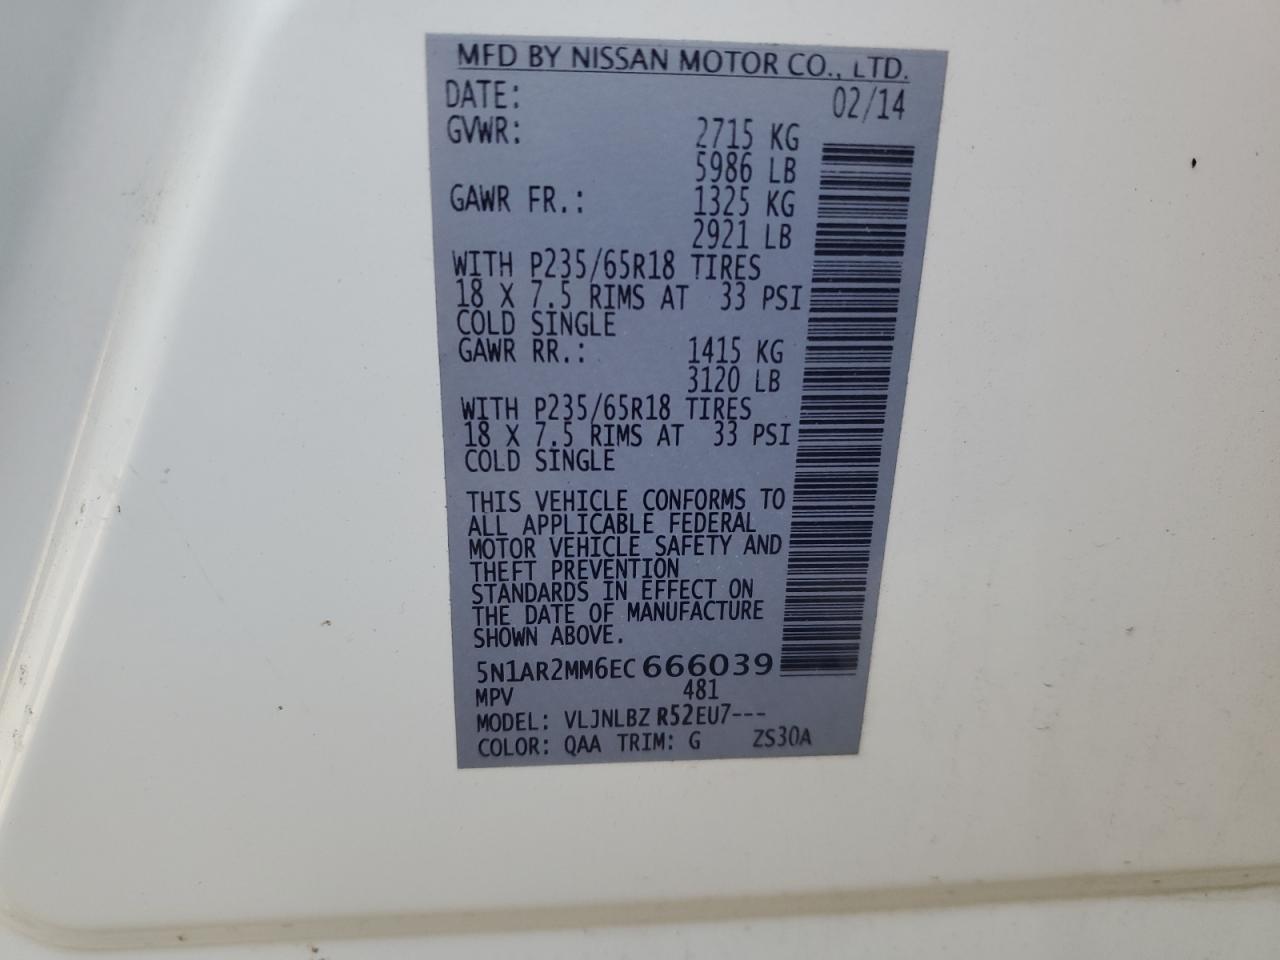 MFD BY NISSAN MOTOR CO., LTD.
DATE: 02/14
GVWR: 2715 KG
5986 LB
GAWR FR.: 1325 KG
2921 LB
WITH P235/65R18 TIRES
18 X 7.5 RIMS AT 33 PSI
COLD SINGLE
GAWR RR.: 1415 KG
3120 LB
WITH P235/65R18 TIRES
18 X 7.5 RIMS AT 33 PSI
COLD SINGLE
THIS VEHICLE CONFORMS TO
ALL APPLICABLE FEDERAL
MOTOR VEHICLE SAFETY AND
THEFT PREVENTION
STANDARDS IN EFFECT ON
THE DATE OF MANUFACTURE
SHOWN ABOVE.
5N1AR2MM6EC 666039
MPV 481
MODEL: VLJNLBZ R52EU7---
COLOR: QAA TRIM: G ZS30A